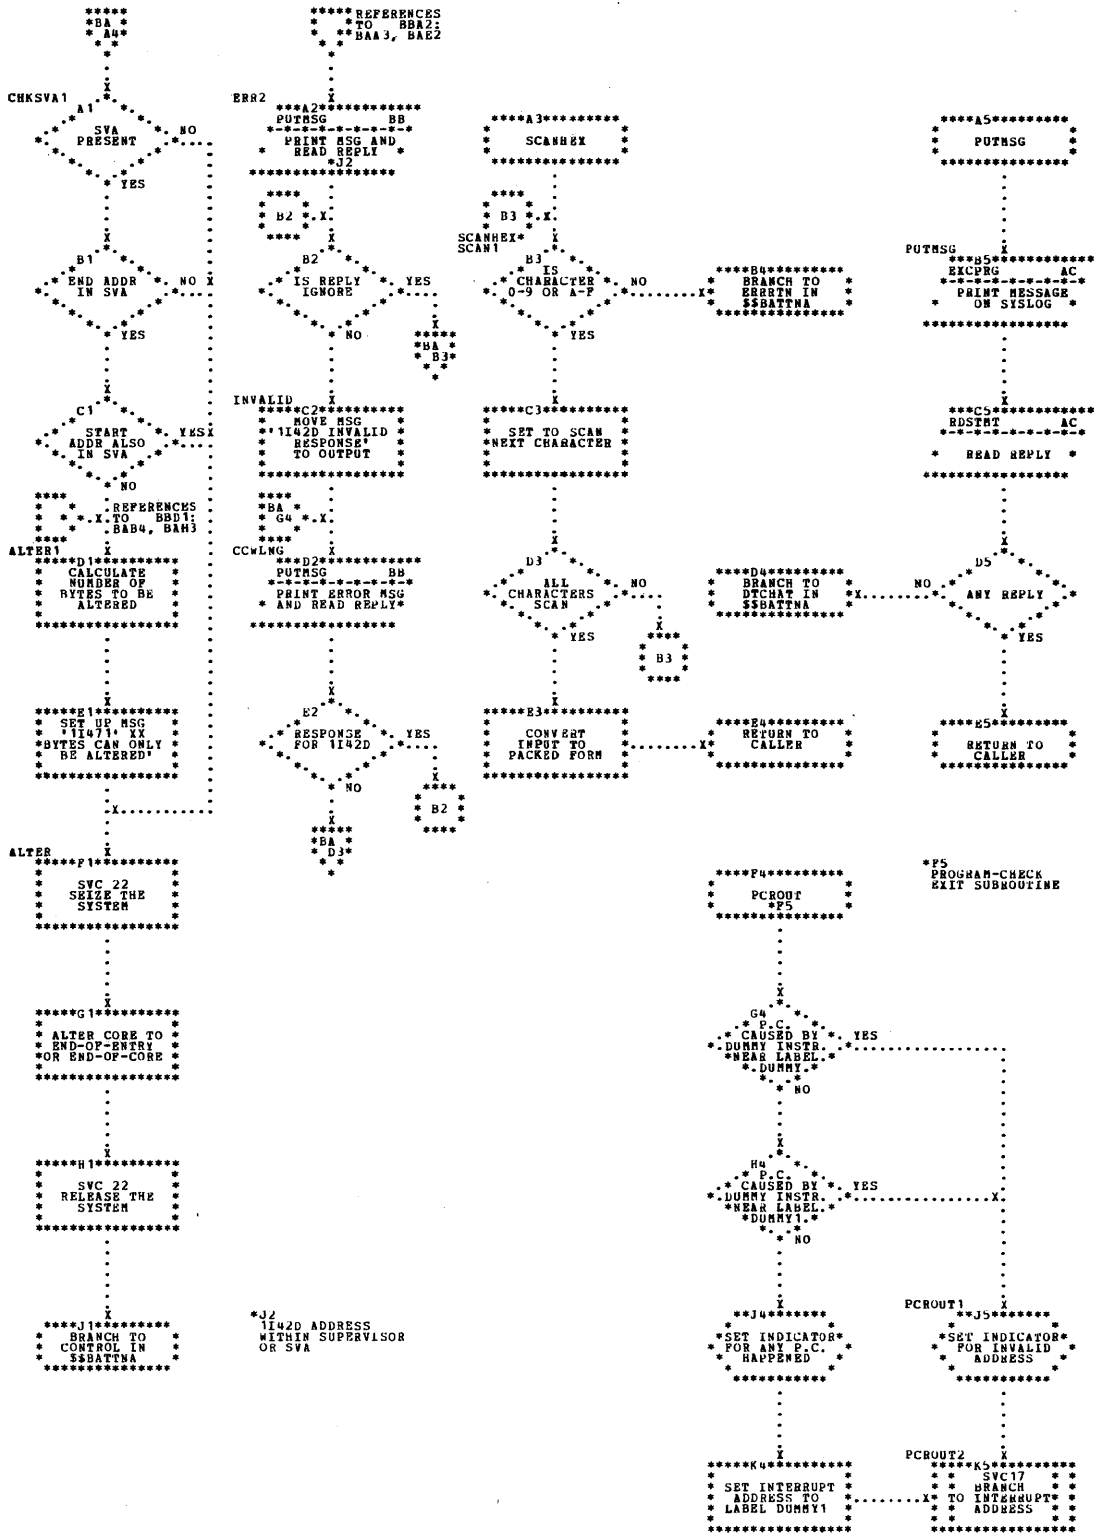 BA
A4
REFERENCES
TO BBA2:
BAA3, BAE2
CHKSVA1
A1
SVA
PRESENT
NO
YES
B1
END ADDR
IN SVA
NO
YES
C1
START
ADDR ALSO
IN SVA
YES
NO
REFERENCES
TO BBD1:
BAB4, BAH3
ALTER1
D1
CALCULATE
NUMBER OF
BYTES TO BE
ALTERED
E1
SET UP MSG
'1I471' XX
BYTES CAN ONLY
BE ALTERED'
ALTER
F1
SVC 22
SEIZE THE
SYSTEM
G1
ALTER CORE TO
END-OF-ENTRY
OR END-OF-CORE
H1
SVC 22
RELEASE THE
SYSTEM
J1
BRANCH TO
CONTROL IN
$$BATTNA
ERR2
A2
PUTMSG BB
PRINT MSG AND
READ REPLY
*J2
B2
B2
IS REPLY
IGNORE
YES
BA
B3
NO
INVALID
C2
MOVE MSG
'1I42D INVALID
RESPONSE'
TO OUTPUT
BA
G4
CCWLNG
D2
PUTMSG BB
PRINT ERROR MSG
AND READ REPLY
E2
RESPONSE
FOR 1I42D
YES
B2
NO
BA
D3
*J2
1I42D ADDRESS
WITHIN SUPERVISOR
OR SVA
A3
SCANHEX
B3
SCANHEX*
SCAN1
B3
IS
CHARACTER
0-9 OR A-F
NO
YES
B4
BRANCH TO
ERRRTN IN
$$BATTNA
C3
SET TO SCAN
NEXT CHARACTER
D3
ALL
CHARACTERS
SCAN
NO
B3
YES
E3
CONVERT
INPUT TO
PACKED FORM
E4
RETURN TO
CALLER
A5
PUTMSG
PUTMSG
B5
EXCPRG AC
PRINT MESSAGE
ON SYSLOG
C5
RDSTMT AC
READ REPLY
D5
ANY REPLY
NO
YES
D4
BRANCH TO
DTCHAT IN
$$BATTNA
E5
RETURN TO
CALLER
F4
PCROUT
*F5
*F5
PROGRAM-CHECK
EXIT SUBROUTINE
G4
P.C.
CAUSED BY
DUMMY INSTR.
NEAR LABEL
DUMMY
YES
NO
H4
P.C.
CAUSED BY
DUMMY INSTR.
NEAR LABEL
DUMMY1
YES
NO
J4
SET INDICATOR
FOR ANY P.C.
HAPPENED
PCROUT1
J5
SET INDICATOR
FOR INVALID
ADDRESS
K4
SET INTERRUPT
ADDRESS TO
LABEL DUMMY1
PCROUT2
K5
SVC17
BRANCH
TO INTERRUPT
ADDRESS